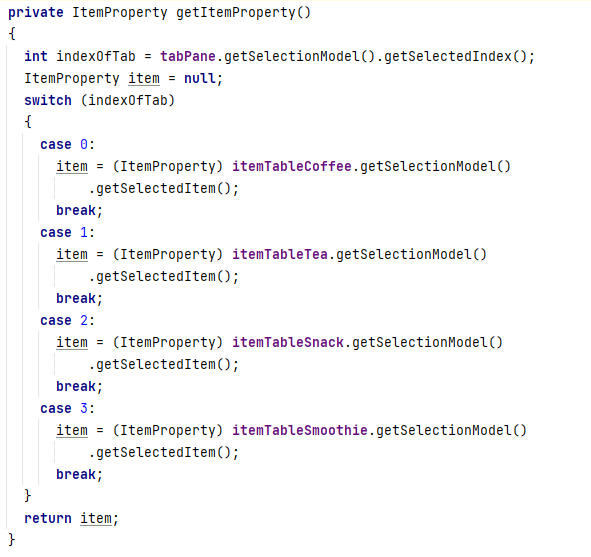 private ItemProperty getItemProperty()
{
int indexOfTab = tabPane.getSelectionModel().getSelectedIndex();
ItemProperty item = null;
switch (indexOfTab)
{
case 0:
item = (ItemProperty) itemTableCoffee.getSelectionModel()
.getSelectedItem();
break;
case 1:
item = (ItemProperty) itemTableTea.getSelectionModel()
.getSelectedItem();
break;
case 2:
item = (ItemProperty) itemTableSnack.getSelectionModel()
.getSelectedItem();
break;
case 3:
item = (ItemProperty) itemTableSmoothie.getSelectionModel()
.getSelectedItem();
break;
}
return item;
}